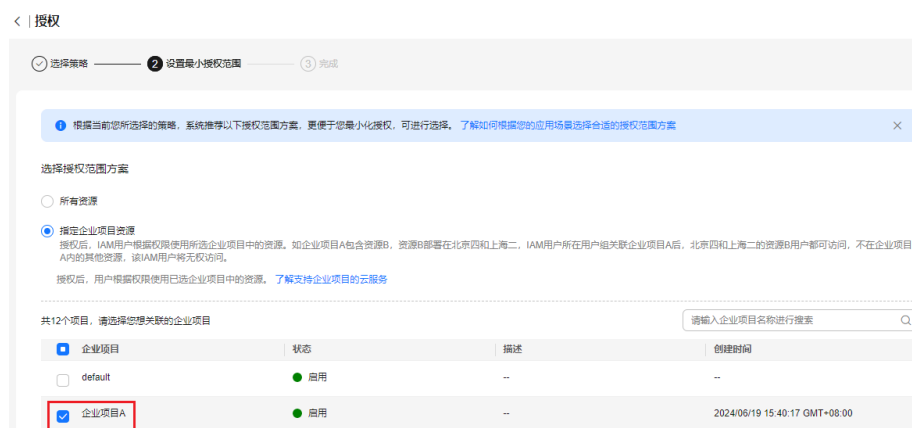 < | 授权
选择策略 2 设置最小授权范围 3 完成
根据当前您所选择的策略，系统推荐以下授权范围方案，更便于您最小化授权，可进行选择。 了解如何根据您的应用场景选择合适的授权范围方案
选择授权范围方案
所有资源
指定企业项目资源
授权后，IAM用户根据权限使用所选企业项目中的资源。如企业项目A包含资源B，资源B部署在北京四和上海二，IAM用户所在用户组关联企业项目A后，北京四和上海二的资源B用户都可访问，不在企业项目
A内的其他资源，该IAM用户将无权访问。
授权后，用户根据权限使用已选企业项目中的资源。 了解支持企业项目的云服务
共12个项目，请选择您想关联的企业项目 请输入企业项目名称进行搜索
企业项目 状态 描述 创建时间
default 启用 -- --
企业项目A 启用 -- 2024/06/19 15:40:17 GMT+08:00